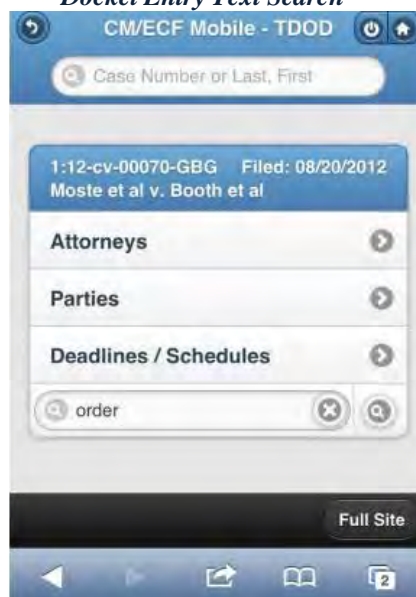 Docket Entry Text Search
CM/ECF Mobile - TDOD
Case Number or Last, First
1:12-cv-00070-GBG Filed: 08/20/2012
Moste et al v. Booth et al
Attorneys
Parties
Deadlines / Schedules
order
Full Site
2